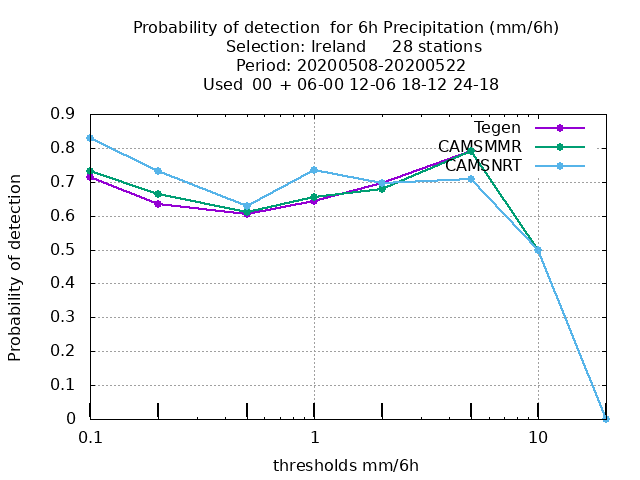 Probability of detection  for 6h Precipitation (mm/6h)
Selection: Ireland     28 stations
Period: 20200508-20200522
Used  00  + 06-00 12-06 18-12 24-18
Tegen
CAMSMMR
CAMSNRT
Probability of detection
0.9
0.8
0.7
0.6
0.5
0.4
0.3
0.2
0.1
0
0.1 1 10
thresholds mm/6h